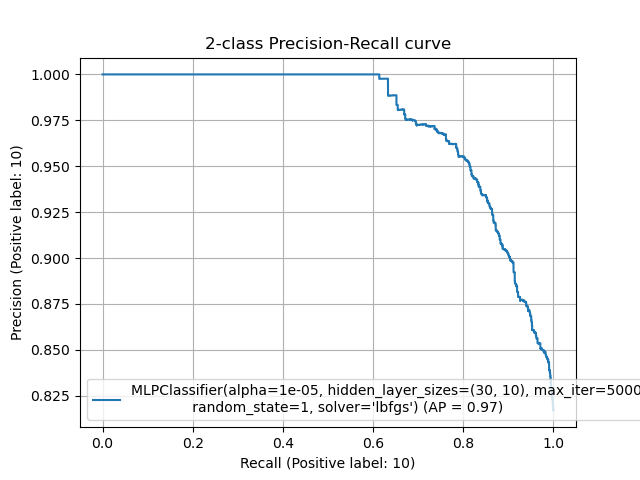 2-class Precision-Recall curve
1.000
0.975
0.950
0.925
0.900
0.875
0.850
0.825
Precision (Positive label: 10)
MLPClassifier(alpha=1e-05, hidden_layer_sizes=(30, 10), max_iter=5000
random_state=1, solver='lbfgs') (AP = 0.97)
0.0 0.2 0.4 0.6 0.8 1.0
Recall (Positive label: 10)